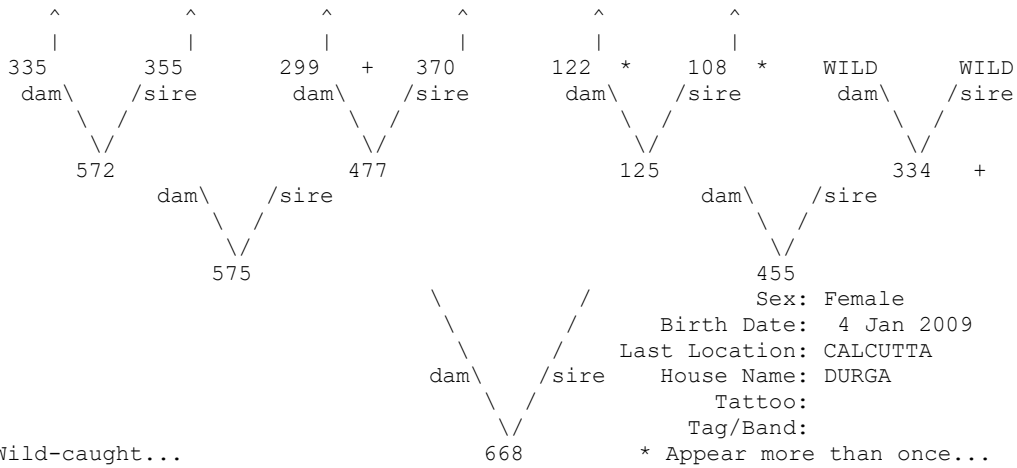 ^ ^ ^ ^ ^ ^
| | | | | |
335 355 299 + 370 122 * 108 * WILD WILD
dam\ /sire dam\ /sire dam\ /sire dam\ /sire
\ / \ / \ / \ /
\/ \/ \/ \/
572 477 125 334 +
dam\ /sire dam\ /sire
\ / \ /
\/ \/
575 455
\ / Sex: Female
\ / Birth Date: 4 Jan 2009
\ / Last Location: CALCUTTA
dam\ /sire House Name: DURGA
\ / Tattoo:
\/ Tag/Band:
Wild-caught... 668 * Appear more than once...